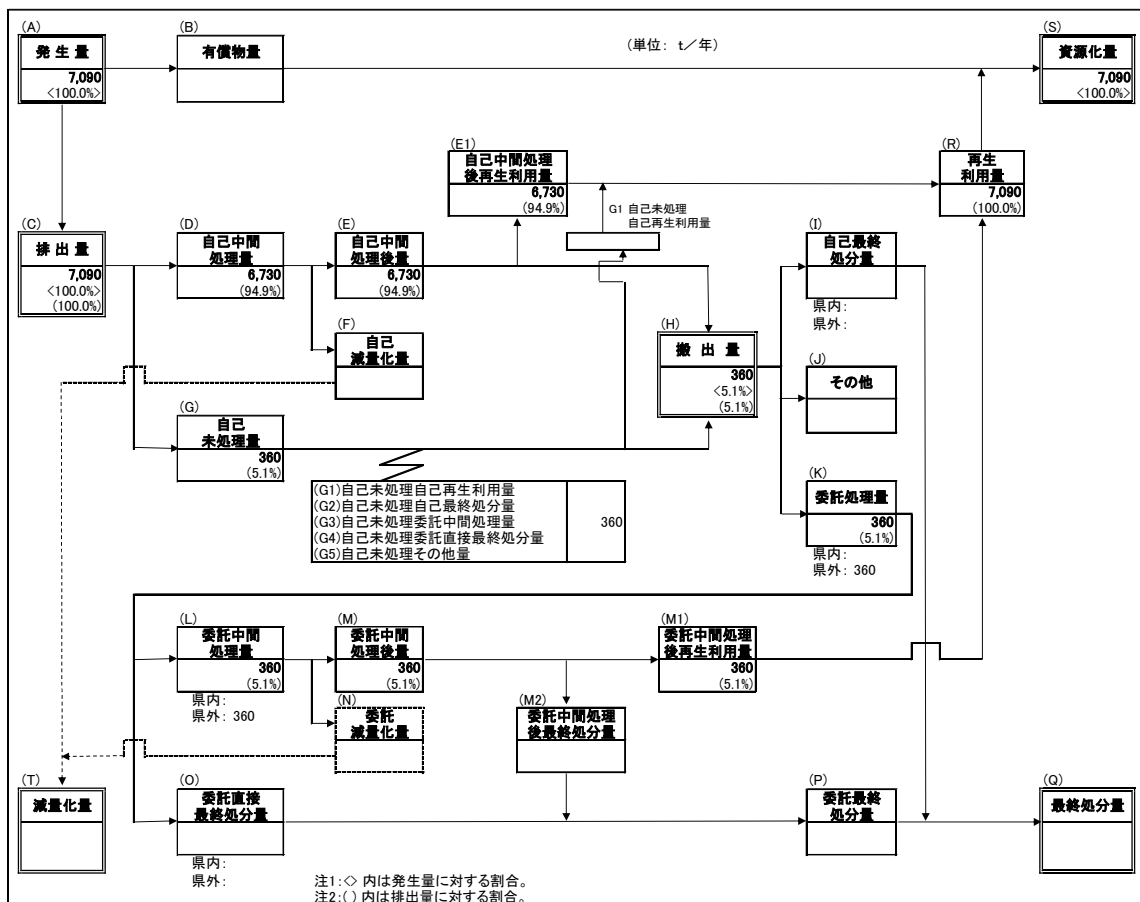 (A)
発生量
7,090
<100.0%>
(B)
有償物量
(単位: t/年)
(S)
資源化量
7,090
<100.0%>
(E1)
自己中間処理
後再生利用量
6,730
(94.9%)
G1 自己未処理
自己再生利用量
(R)
再生
利用量
7,090
(100.0%)
(C)
排出量
7,090
<100.0%>
(100.0%)
(D)
自己中間
処理量
6,730
(94.9%)
(E)
自己中間
処理後量
6,730
(94.9%)
(F)
自己
減量化量
(I)
自己最終
処分量
県内:
県外:
(H)
搬出量
360
<5.1%>
(5.1%)
(J)
その他
(G)
自己
未処理量
360
(5.1%)
(G1)自己未処理自己再生利用量
(G2)自己未処理自己最終処分量
(G3)自己未処理委託中間処理量 360
(G4)自己未処理委託直接最終処分量
(G5)自己未処理その他量
(K)
委託処理量
360
(5.1%)
県内:
県外: 360
(L)
委託中間
処理量
360
(5.1%)
県内:
県外: 360
(M)
委託中間
処理後量
360
(5.1%)
(N)
委託
減量化量
(M1)
委託中間処理
後再生利用量
360
(5.1%)
(M2)
委託中間処理
後最終処分量
(T)
減量化量
(O)
委託直接
最終処分量
県内:
県外:
(P)
委託最終
処分量
(Q)
最終処分量
注1:<> 内は発生量に対する割合。
注2:( ) 内は排出量に対する割合。